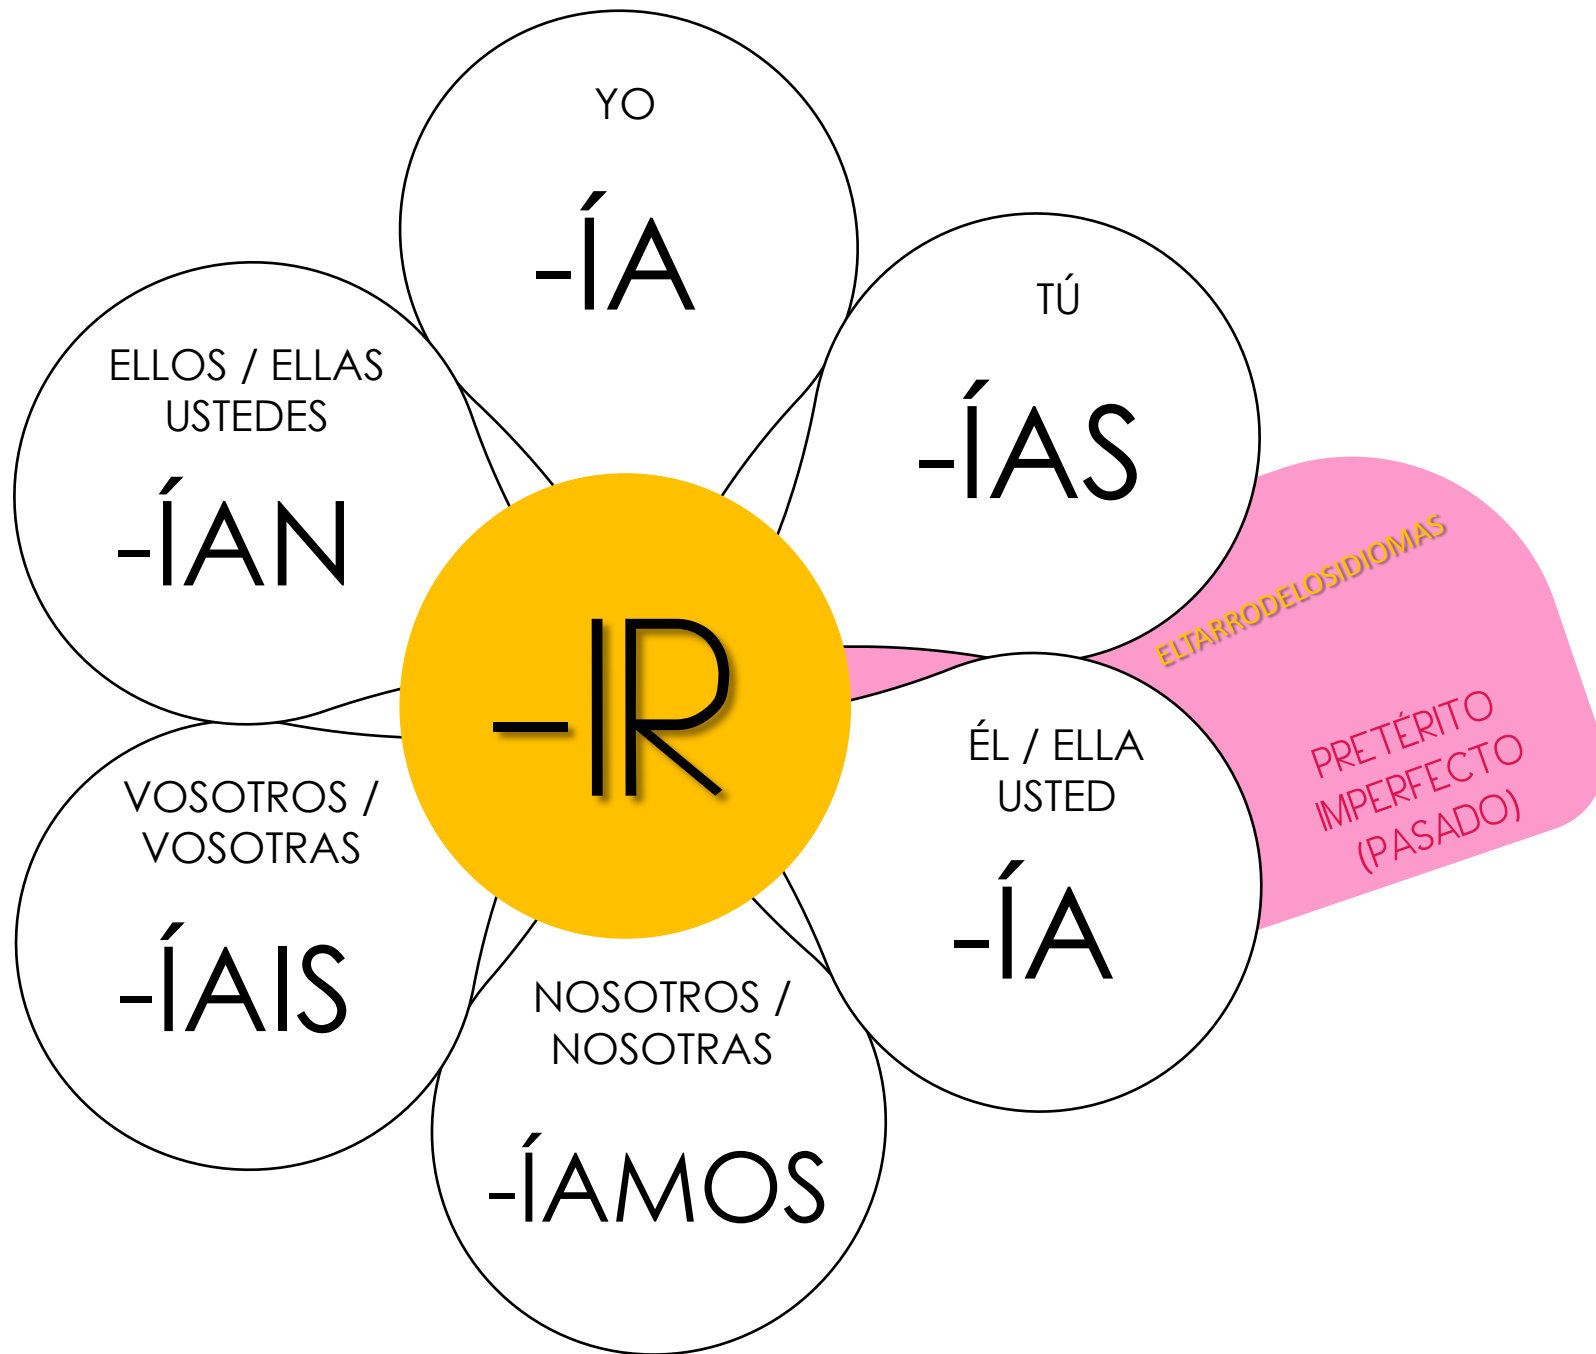 YO
-ÍA
TÚ
-ÍAS
ÉL / ELLA
USTED
-ÍA
NOSOTROS /
NOSOTRAS
-ÍAMOS
VOSOTROS /
VOSOTRAS
-ÍAIS
ELLOS / ELLAS
USTEDES
-ÍAN
-IR
ELTARRODELOSIDIOMAS
PRETÉRITO
IMPERFECTO
(PASADO)